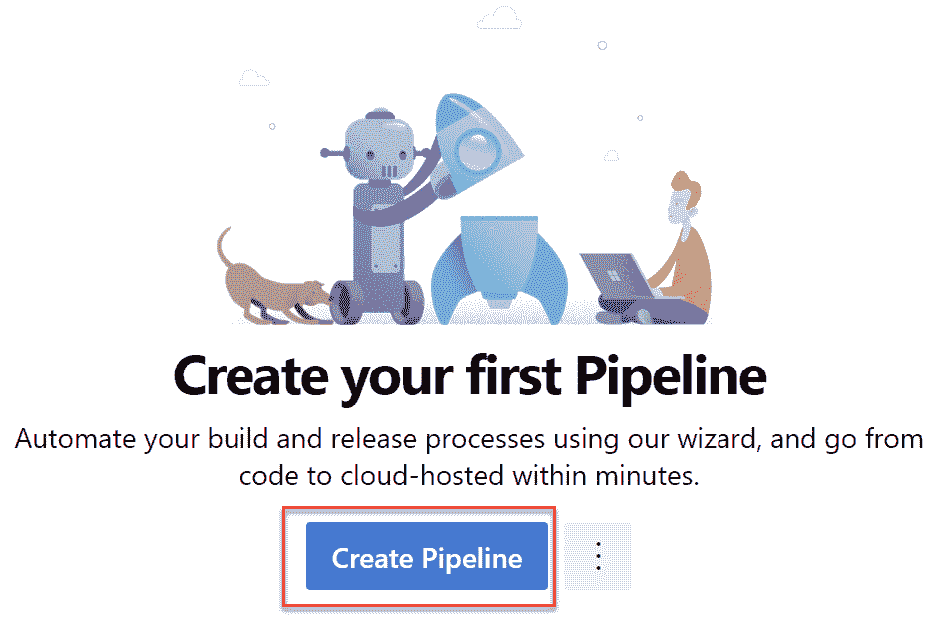 Create your first Pipeline
Automate your build and release processes using our wizard, and go from
code to cloud-hosted within minutes.
Create Pipeline